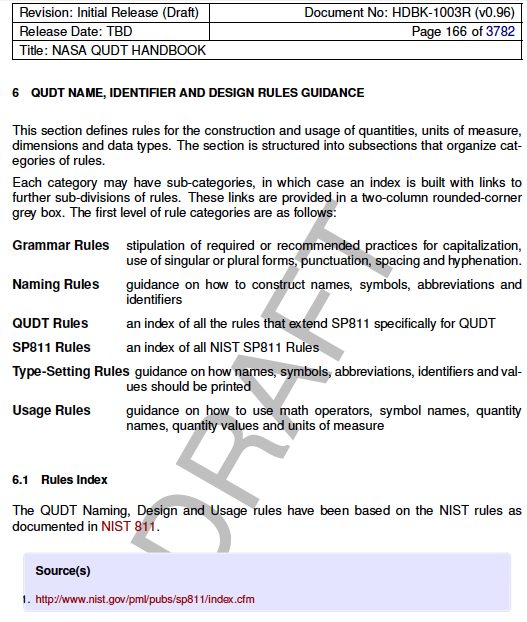 Revision: Initial Release (Draft) Document No: HDBK-1003R (v0.96)
Release Date: TBD Page 166 of 3782
Title: NASA QUDT HANDBOOK
6 QUDT NAME, IDENTIFIER AND DESIGN RULES GUIDANCE
This section defines rules for the construction and usage of quantities, units of measure,
dimensions and data types. The section is structured into subsections that organize cat-
egories of rules.
Each category may have sub-categories, in which case an index is built with links to
further sub-divisions of rules. These links are provided in a two-column rounded-corner
grey box. The first level of rule categories are as follows:
Grammar Rules stipulation of required or recommended practices for capitalization,
use of singular or plural forms, punctuation, spacing and hyphenation.
Naming Rules guidance on how to construct names, symbols, abbreviations and
identifiers
QUDT Rules an index of all the rules that extend SP811 specifically for QUDT
SP811 Rules an index of all NIST SP811 Rules
Type-Setting Rules guidance on how names, symbols, abbreviations, identifiers and val-
ues should be printed
Usage Rules guidance on how to use math operators, symbol names, quantity
names, quantity values and units of measure
6.1 Rules Index
The QUDT Naming, Design and Usage rules have been based on the NIST rules as
documented in NIST 811.
Source(s)
1. http://www.nist.gov/pml/pubs/sp811/index.cfm
DRAFT